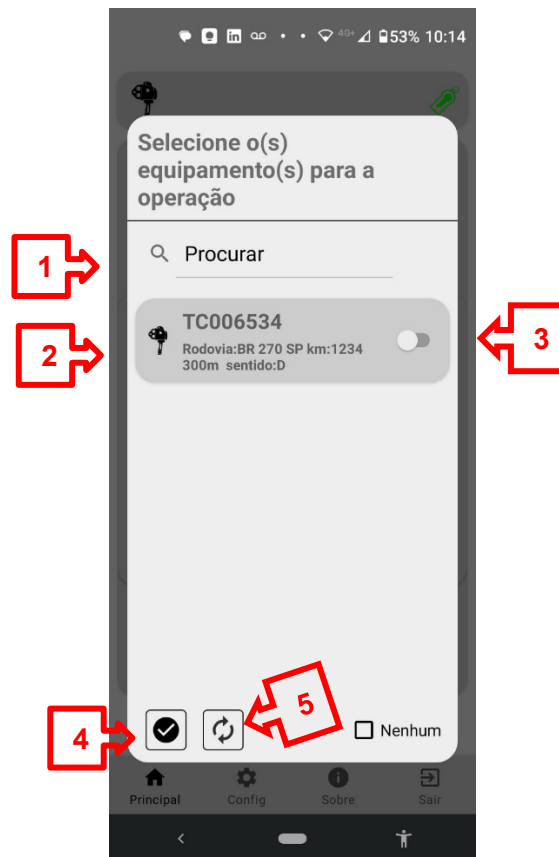 4G+ 53% 10:14
Selecione o(s)
equipamento(s) para a
operação
1
Procurar
2
TC006534
Rodovia:BR 270 SP km:1234
300m sentido:D
3
4
5
Nenhum
Principal Config Sobre Sair